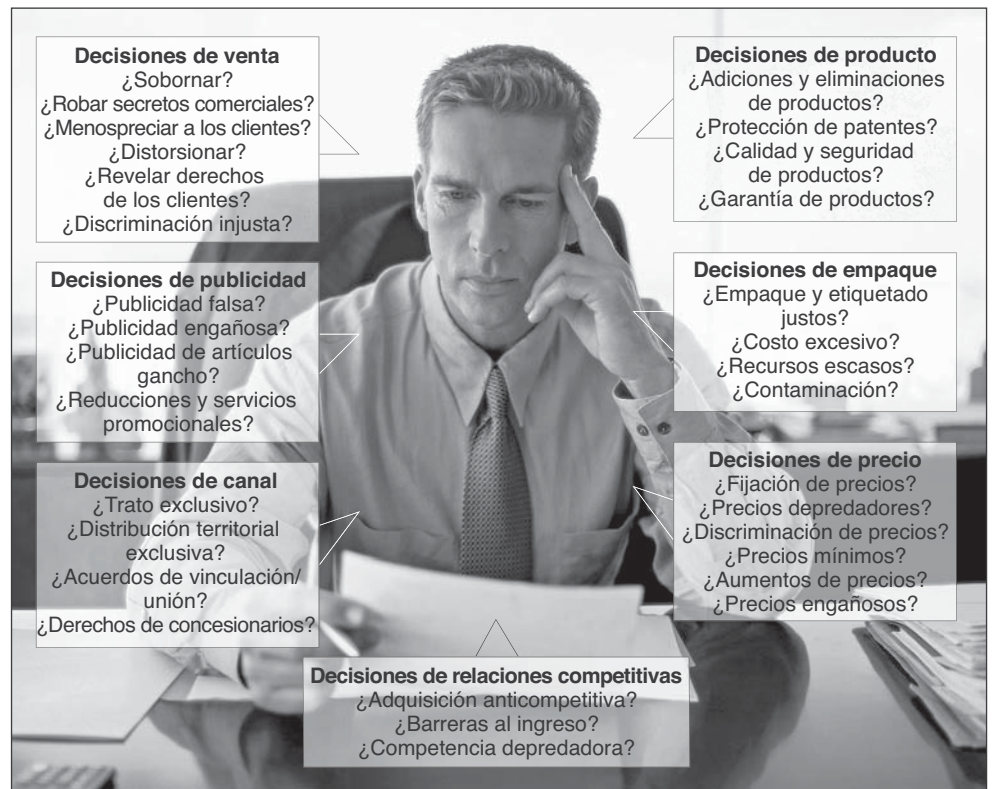 Decisiones de venta
¿Sobornar?
¿Robar secretos comerciales?
¿Menospreciar a los clientes?
¿Distorsionar?
¿Revelar derechos
de los clientes?
¿Discriminación injusta?
Decisiones de publicidad
¿Publicidad falsa?
¿Publicidad engañosa?
¿Publicidad de artículos
gancho?
¿Reducciones y servicios
promocionales?
Decisiones de canal
¿Trato exclusivo?
¿Distribución territorial
exclusiva?
¿Acuerdos de vinculación/
unión?
¿Derechos de concesionarios?
Decisiones de producto
¿Adiciones y eliminaciones
de productos?
¿Protección de patentes?
¿Calidad y seguridad
de productos?
¿Garantía de productos?
Decisiones de empaque
¿Empaque y etiquetado
justos?
¿Costo excesivo?
¿Recursos escasos?
¿Contaminación?
Decisiones de precio
¿Fijación de precios?
¿Precios depredadores?
¿Discriminación de precios?
¿Precios mínimos?
¿Aumentos de precios?
¿Precios engañosos?
Decisiones de relaciones competitivas
¿Adquisición anticompetitiva?
¿Barreras al ingreso?
¿Competencia depredadora?